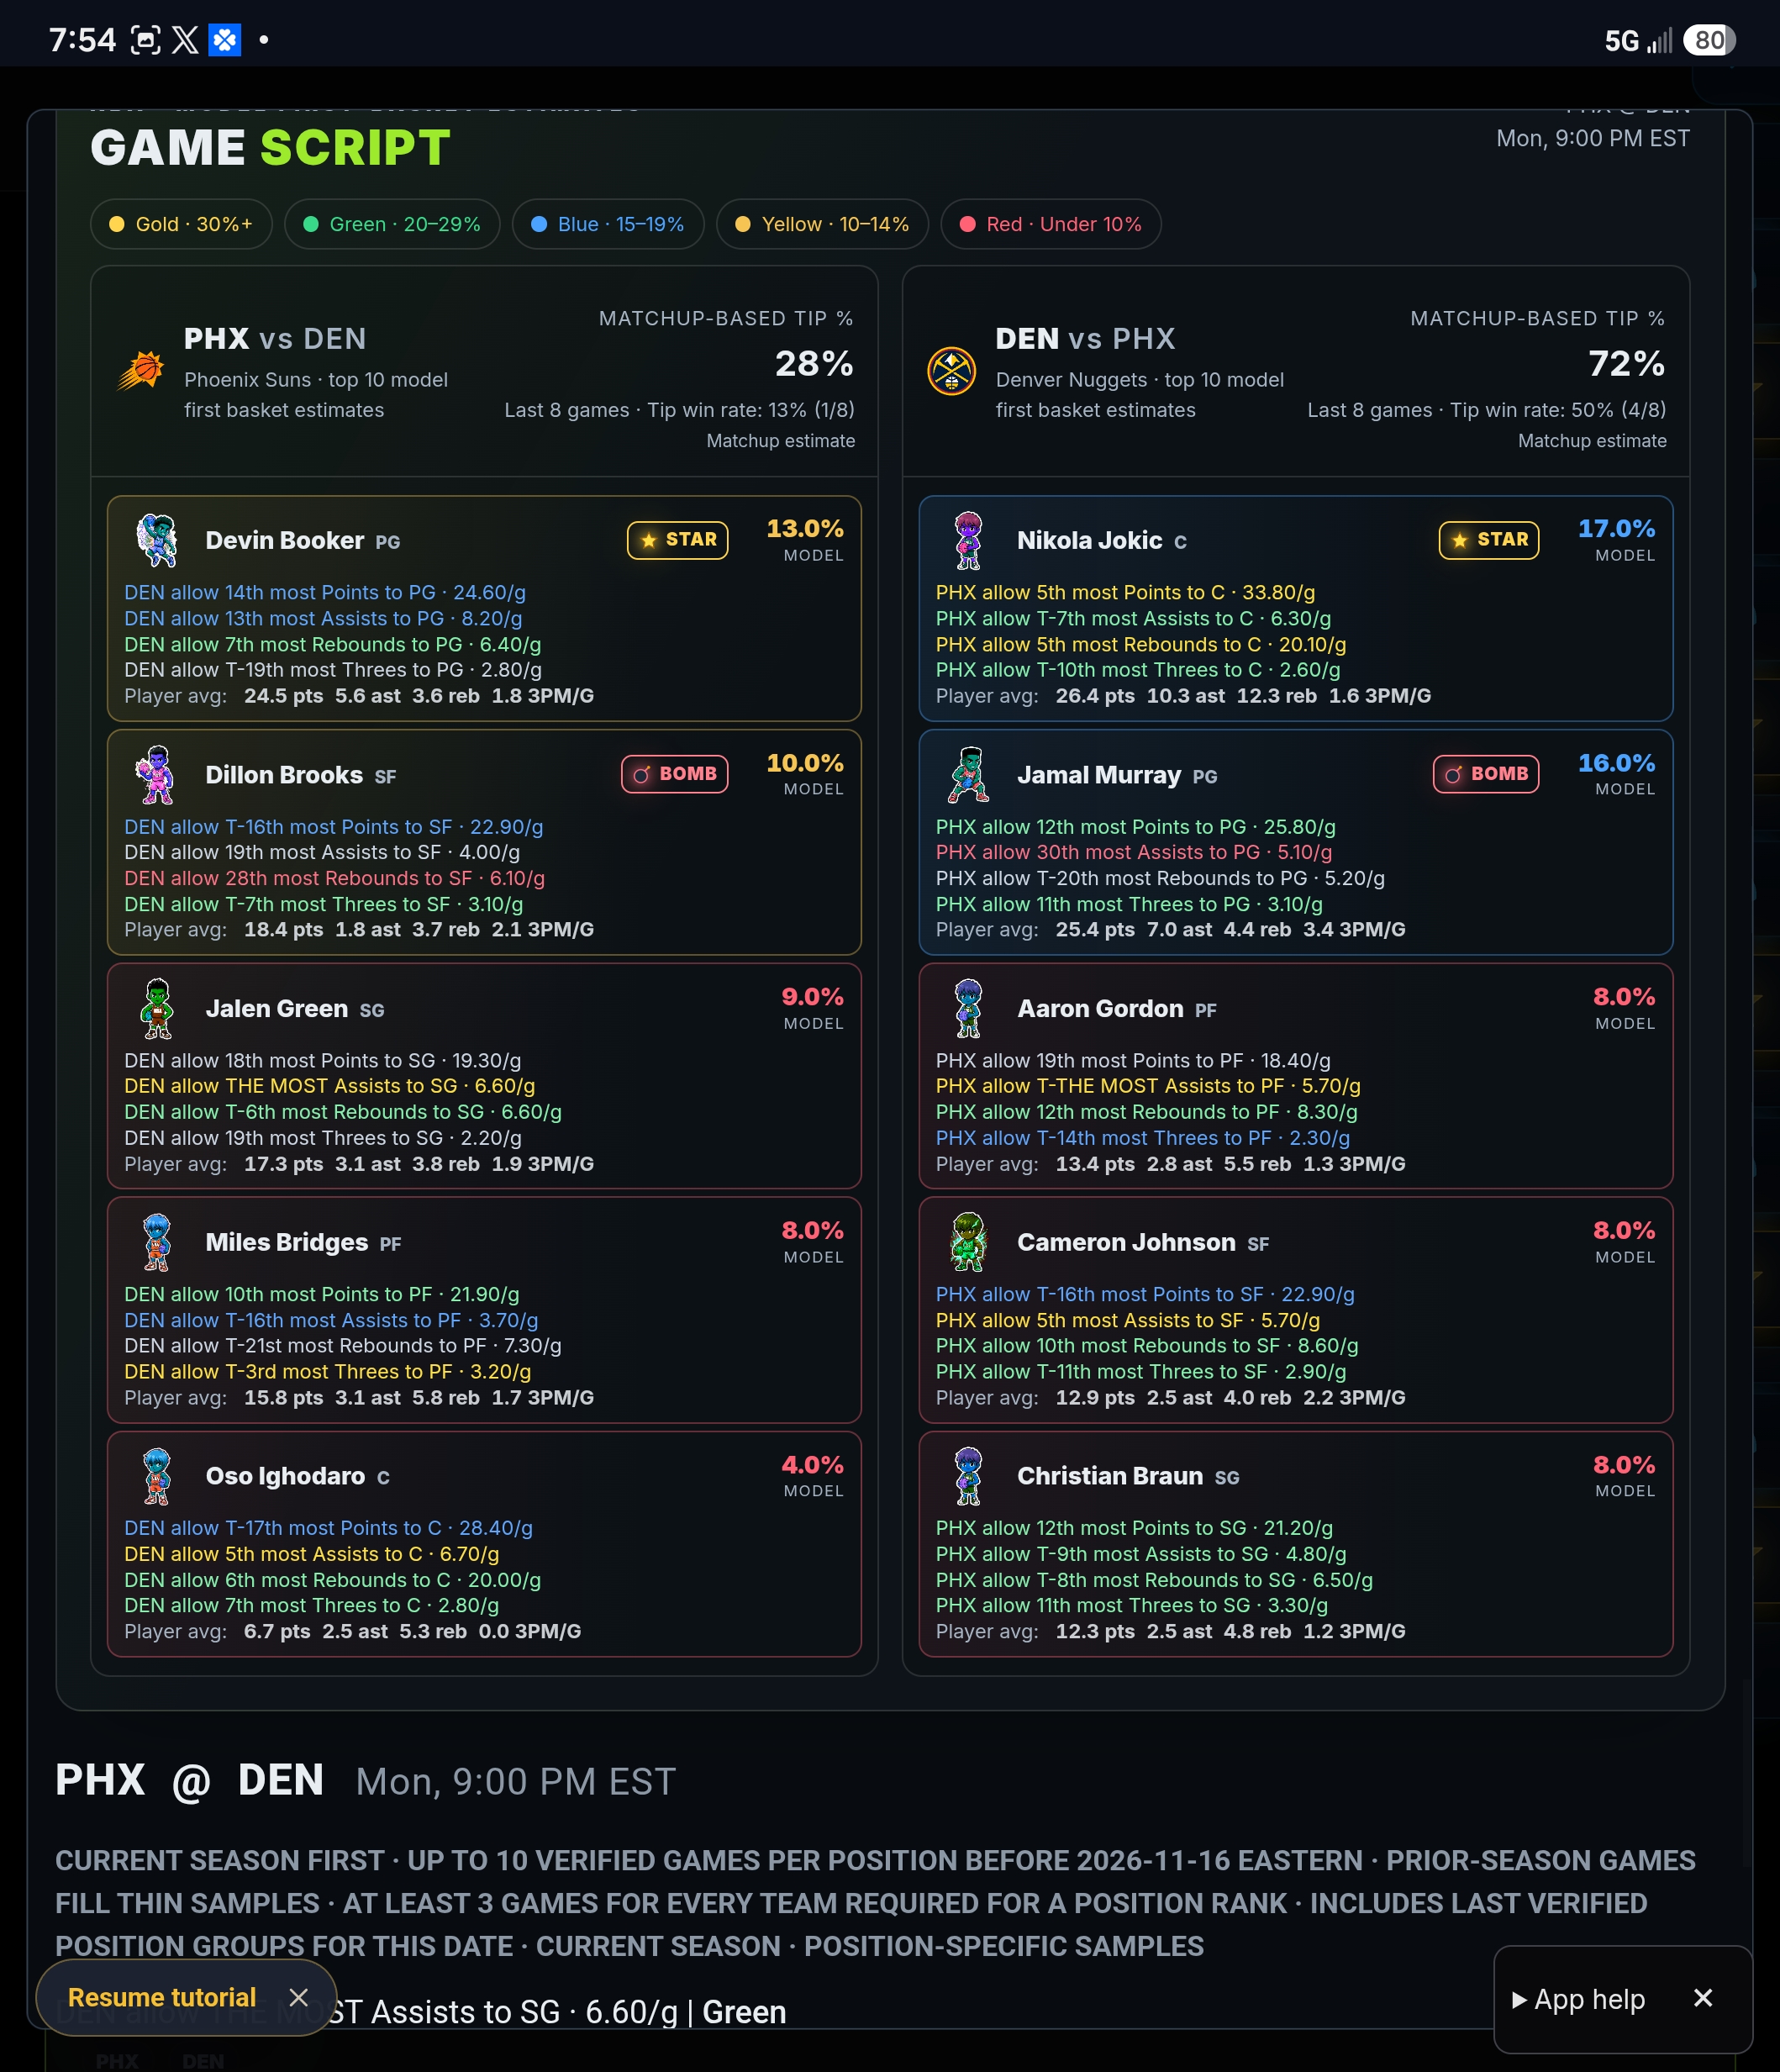 7:54
5G 80
GAME SCRIPT
Mon, 9:00 PM EST
Gold · 30%+
Green · 20–29%
Blue · 15–19%
Yellow · 10–14%
Red · Under 10%
PHX vs DEN
Phoenix Suns · top 10 model
first basket estimates
MATCHUP-BASED TIP %
28%
Last 8 games · Tip win rate: 13% (1/8)
Matchup estimate
Devin Booker PG
STAR
13.0%
MODEL
DEN allow 14th most Points to PG · 24.60/g
DEN allow 13th most Assists to PG · 8.20/g
DEN allow 7th most Rebounds to PG · 6.40/g
DEN allow T-19th most Threes to PG · 2.80/g
Player avg: 24.5 pts 5.6 ast 3.6 reb 1.8 3PM/G
Dillon Brooks SF
BOMB
10.0%
MODEL
DEN allow T-16th most Points to SF · 22.90/g
DEN allow 19th most Assists to SF · 4.00/g
DEN allow 28th most Rebounds to SF · 6.10/g
DEN allow T-7th most Threes to SF · 3.10/g
Player avg: 18.4 pts 1.8 ast 3.7 reb 2.1 3PM/G
Jalen Green SG
9.0%
MODEL
DEN allow 18th most Points to SG · 19.30/g
DEN allow THE MOST Assists to SG · 6.60/g
DEN allow T-6th most Rebounds to SG · 6.60/g
DEN allow 19th most Threes to SG · 2.20/g
Player avg: 17.3 pts 3.1 ast 3.8 reb 1.9 3PM/G
Miles Bridges PF
8.0%
MODEL
DEN allow 10th most Points to PF · 21.90/g
DEN allow T-16th most Assists to PF · 3.70/g
DEN allow T-21st most Rebounds to PF · 7.30/g
DEN allow T-3rd most Threes to PF · 3.20/g
Player avg: 15.8 pts 3.1 ast 5.8 reb 1.7 3PM/G
Oso Ighodaro C
4.0%
MODEL
DEN allow T-17th most Points to C · 28.40/g
DEN allow 5th most Assists to C · 6.70/g
DEN allow 6th most Rebounds to C · 20.00/g
DEN allow 7th most Threes to C · 2.80/g
Player avg: 6.7 pts 2.5 ast 5.3 reb 0.0 3PM/G
DEN vs PHX
Denver Nuggets · top 10 model
first basket estimates
MATCHUP-BASED TIP %
72%
Last 8 games · Tip win rate: 50% (4/8)
Matchup estimate
Nikola Jokic C
STAR
17.0%
MODEL
PHX allow 5th most Points to C · 33.80/g
PHX allow T-7th most Assists to C · 6.30/g
PHX allow 5th most Rebounds to C · 20.10/g
PHX allow T-10th most Threes to C · 2.60/g
Player avg: 26.4 pts 10.3 ast 12.3 reb 1.6 3PM/G
Jamal Murray PG
BOMB
16.0%
MODEL
PHX allow 12th most Points to PG · 25.80/g
PHX allow 30th most Assists to PG · 5.10/g
PHX allow T-20th most Rebounds to PG · 5.20/g
PHX allow 11th most Threes to PG · 3.10/g
Player avg: 25.4 pts 7.0 ast 4.4 reb 3.4 3PM/G
Aaron Gordon PF
8.0%
MODEL
PHX allow 19th most Points to PF · 18.40/g
PHX allow T-THE MOST Assists to PF · 5.70/g
PHX allow 12th most Rebounds to PF · 8.30/g
PHX allow T-14th most Threes to PF · 2.30/g
Player avg: 13.4 pts 2.8 ast 5.5 reb 1.3 3PM/G
Cameron Johnson SF
8.0%
MODEL
PHX allow T-16th most Points to SF · 22.90/g
PHX allow 5th most Assists to SF · 5.70/g
PHX allow 10th most Rebounds to SF · 8.60/g
PHX allow T-11th most Threes to SF · 2.90/g
Player avg: 12.9 pts 2.5 ast 4.0 reb 2.2 3PM/G
Christian Braun SG
8.0%
MODEL
PHX allow 12th most Points to SG · 21.20/g
PHX allow T-9th most Assists to SG · 4.80/g
PHX allow T-8th most Rebounds to SG · 6.50/g
PHX allow 11th most Threes to SG · 3.30/g
Player avg: 12.3 pts 2.5 ast 4.8 reb 1.2 3PM/G
PHX @ DEN Mon, 9:00 PM EST
CURRENT SEASON FIRST · UP TO 10 VERIFIED GAMES PER POSITION BEFORE 2026-11-16 EASTERN · PRIOR-SEASON GAMES
FILL THIN SAMPLES · AT LEAST 3 GAMES FOR EVERY TEAM REQUIRED FOR A POSITION RANK · INCLUDES LAST VERIFIED
POSITION GROUPS FOR THIS DATE · CURRENT SEASON · POSITION-SPECIFIC SAMPLES
Resume tutorial
Assists to SG · 6.60/g | Green
App help
PHX DEN